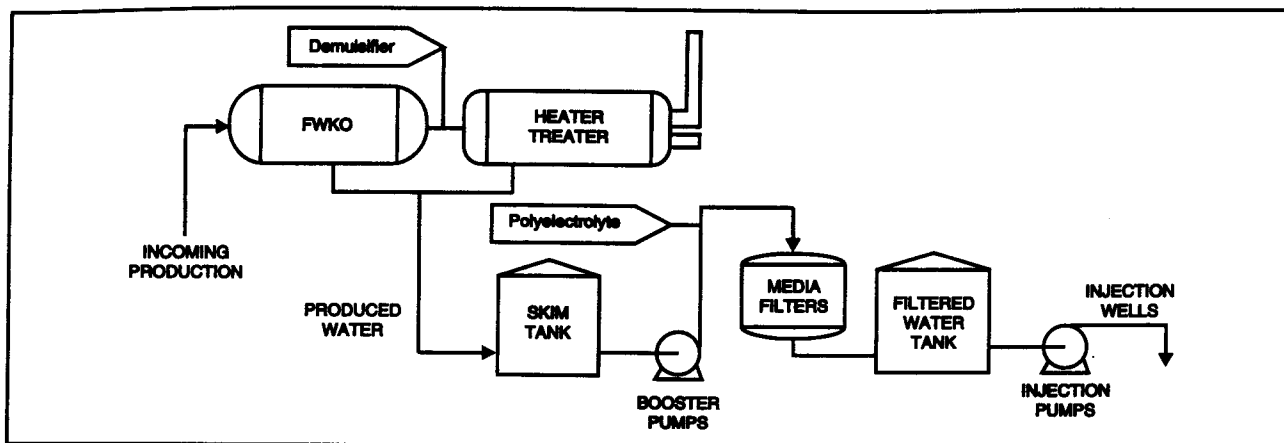 Demulsifier
FWKO
HEATER
TREATER
INCOMING
PRODUCTION
Polyelectrolyte
PRODUCED
WATER
SKIM
TANK
BOOSTER
PUMPS
MEDIA
FILTERS
FILTERED
WATER
TANK
INJECTION
WELLS
INJECTION
PUMPS